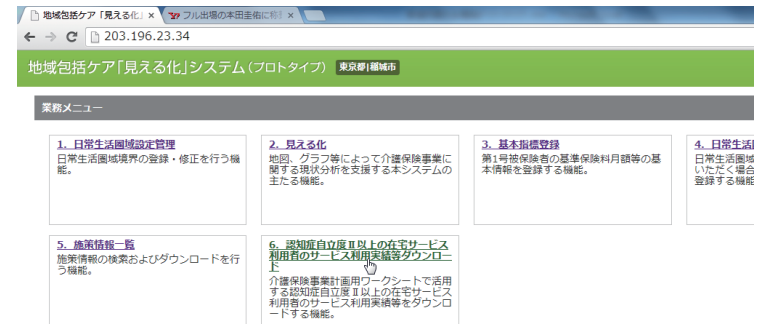 地域包括ケア「見える化」
フル出場の本田圭佑に称
203.196.23.34
地域包括ケア「見える化」システム(プロトタイプ) 東京都|稲城市
業務メニュー
1. 日常生活圏域設定管理
日常生活圏域境界の登録・修正を行う機
能。
2. 見える化
地図、グラフ等によって介護保険事業に
関する現状分析を支援する本システムの
主たる機能。
3. 基本指標登録
第1号被保険者の基準保険料月額等の基
本情報を登録する機能。
4. 日常生活
日常生活圏域
いただく場合
登録する機能
5. 施策情報一覧
施策情報の検索およびダウンロードを行
う機能。
6. 認知症自立度Ⅱ以上の在宅サービス
利用者のサービス利用実績等ダウンロー
ド
介護保険事業計画用ワークシートで活用
する認知症自立度Ⅱ以上の在宅サービス
利用者のサービス利用実績等をダウンロ
ードする機能。